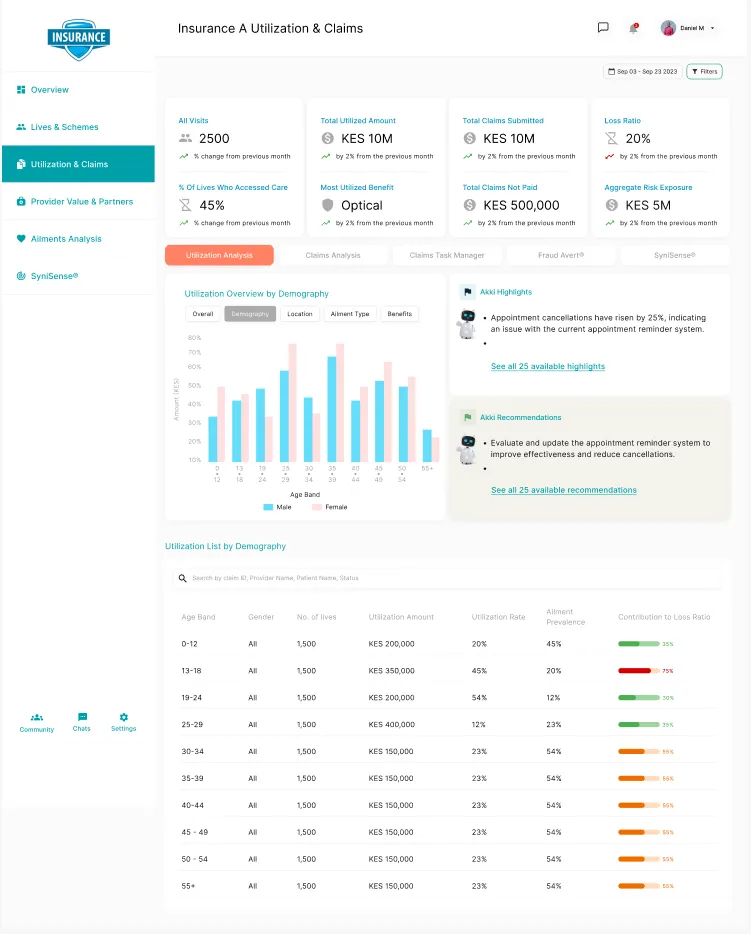 INSURANCE
Insurance A Utilization & Claims
Daniel M
Overview
Lives & Schemes
Utilization & Claims
Provider Value & Partners
Ailments Analysis
SyniSense®
Community
Chats
Settings
Sep 03 - Sep 23 2023
Filters
All Visits
2500
% change from previous month
Total Utilized Amount
KES 10M
by 2% from the previous month
Total Claims Submitted
KES 10M
by 2% from the previous month
Loss Ratio
20%
by 2% from the previous month
% Of Lives Who Accessed Care
45%
% change from previous month
Most Utilized Benefit
Optical
by 2% from the previous month
Total Claims Not Paid
KES 500,000
by 2% from the previous month
Aggregate Risk Exposure
KES 5M
by 2% from the previous month
Utilization Analysis
Claims Analysis
Claims Task Manager
Fraud Avert®
SyniSense®
Utilization Overview by Demography
Overall
Demography
Location
Ailment Type
Benefits
Amount (KES)
80%
70%
60%
50%
40%
30%
20%
10%
0 - 12
13 - 18
19 - 24
25 - 29
30 - 34
35 - 39
40 - 44
45 - 49
50 - 54
55+
Age Band
Male Female
Akki Highlights
• Appointment cancellations have risen by 25%, indicating
an issue with the current appointment reminder system.
•
See all 25 available highlights
Akki Recommendations
• Evaluate and update the appointment reminder system to
improve effectiveness and reduce cancellations.
•
See all 25 available recommendations
Utilization List by Demography
Search by claim ID, Provider Name, Patient Name, Status
Age Band Gender No. of lives Utilization Amount Utilization Rate Ailment Prevalence Contribution to Loss Ratio
0-12 All 1,500 KES 200,000 20% 45% 35%
13-18 All 1,500 KES 350,000 45% 20% 75%
19-24 All 1,500 KES 200,000 54% 12% 30%
25-29 All 1,500 KES 400,000 12% 23% 35%
30-34 All 1,500 KES 150,000 23% 54% 55%
35-39 All 1,500 KES 150,000 23% 54% 55%
40-44 All 1,500 KES 150,000 23% 54% 55%
45 - 49 All 1,500 KES 150,000 23% 54% 55%
50 - 54 All 1,500 KES 150,000 23% 54% 55%
55+ All 1,500 KES 150,000 23% 54% 55%